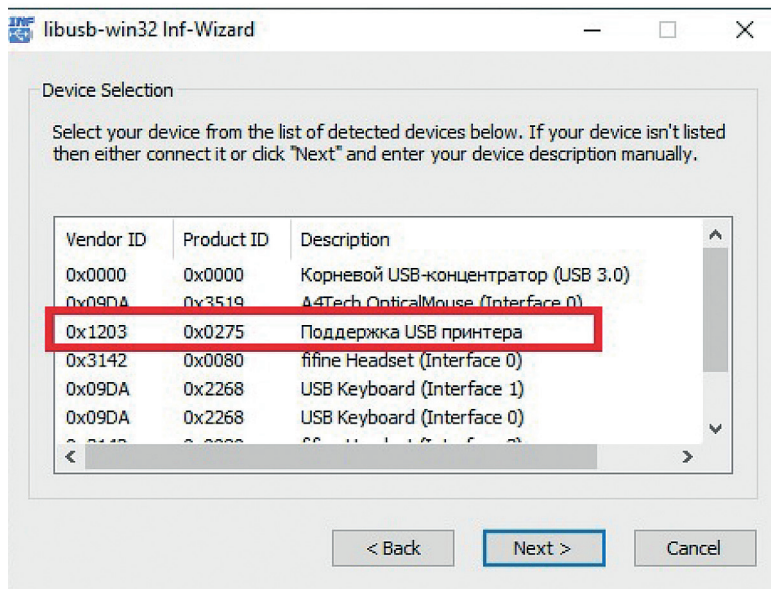 INF
libusb-win32 Inf-Wizard
Device Selection
Select your device from the list of detected devices below. If your device isn't listed
then either connect it or click "Next" and enter your device description manually.
Vendor ID Product ID Description
0x0000 0x0000 Корневой USB-концентратор (USB 3.0)
0x09DA 0x3519 A4Tech OpticalMouse (Interface 0)
0x1203 0x0275 Поддержка USB принтера
0x3142 0x0080 fifine Headset (Interface 0)
0x09DA 0x2268 USB Keyboard (Interface 1)
0x09DA 0x2268 USB Keyboard (Interface 0)
< Back Next > Cancel